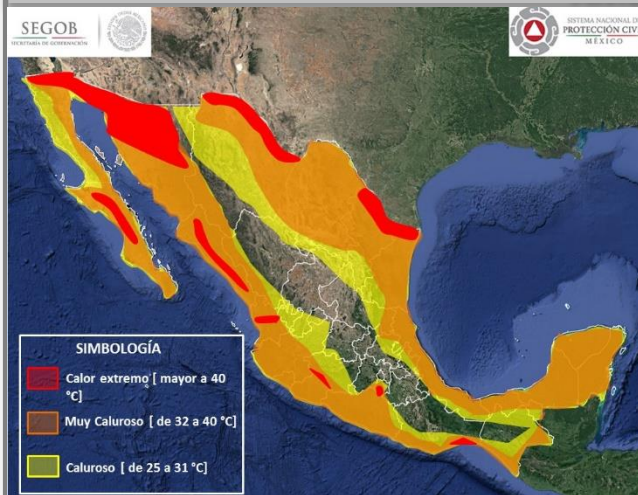 SEGOB
SECRETARÍA DE GOBERNACIÓN
SISTEMA NACIONAL DE
PROTECCIÓN CIVIL
MÉXICO
SIMBOLOGÍA
Calor extremo [ mayor a 40
°C]
Muy Caluroso [ de 32 a 40 °C]
Caluroso [ de 25 a 31 °C]